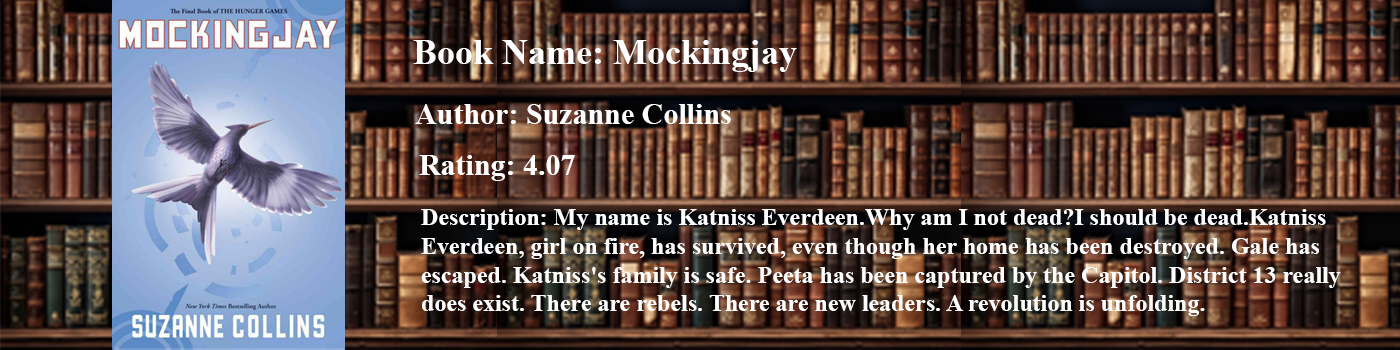 The Final Book of THE HUNGER GAMES
MOCKINGJAY
New York Times Bestselling Author
SUZANNE COLLINS
Book Name: Mockingjay
Author: Suzanne Collins
Rating: 4.07
Description: My name is Katniss Everdeen.Why am I not dead?I should be dead.Katniss
Everdeen, girl on fire, has survived, even though her home has been destroyed. Gale has
escaped. Katniss's family is safe. Peeta has been captured by the Capitol. District 13 really
does exist. There are rebels. There are new leaders. A revolution is unfolding.